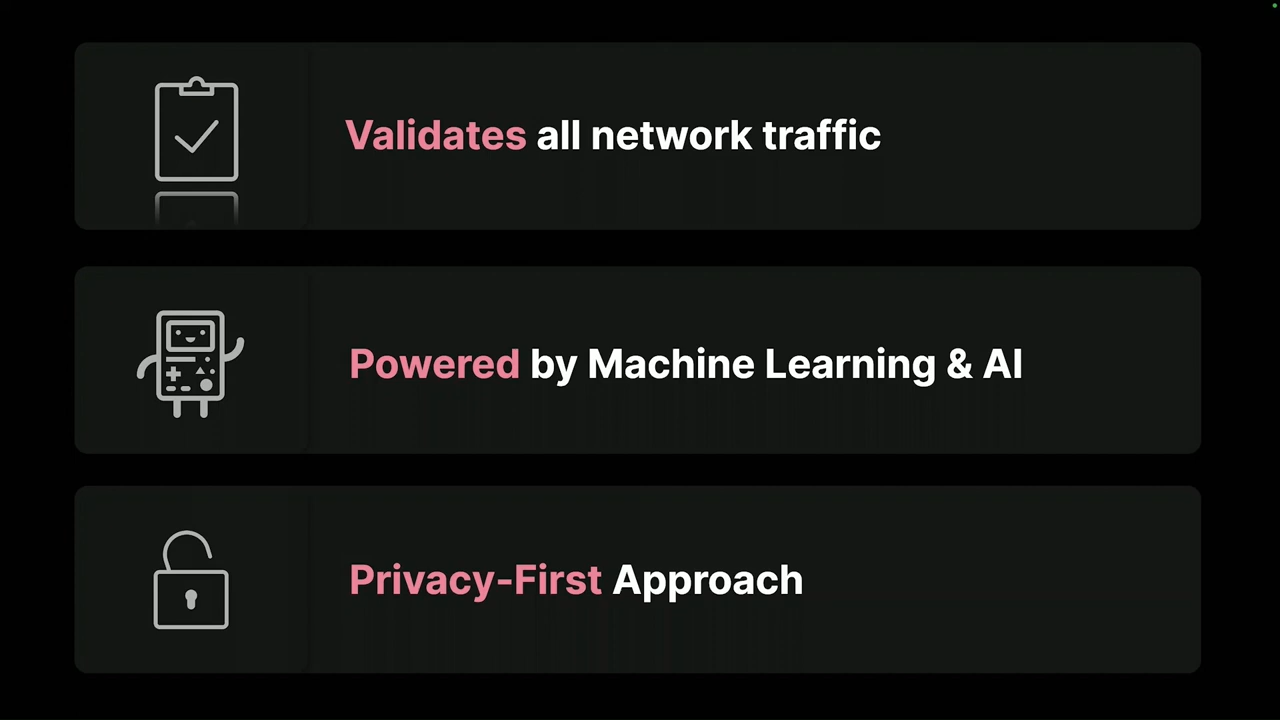 Validates all network traffic
Powered by Machine Learning & AI
Privacy-First Approach